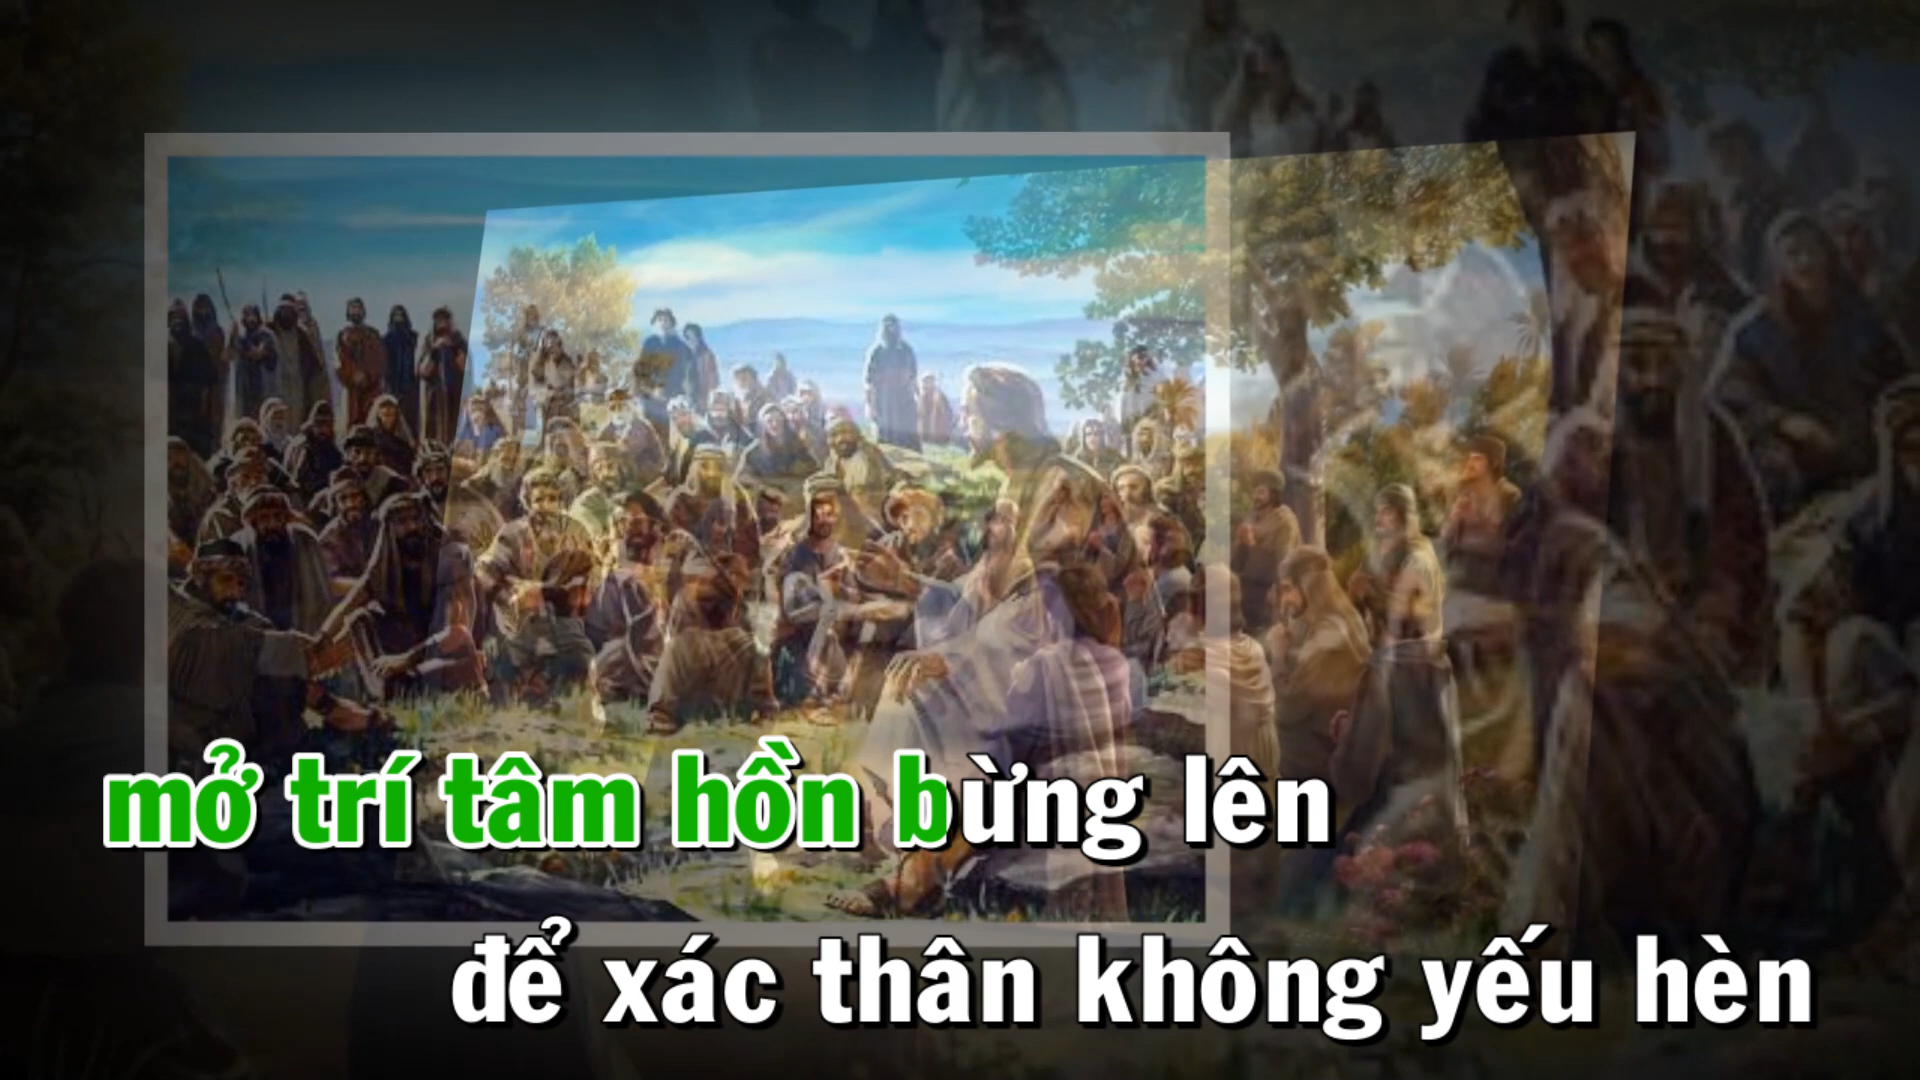 mở trí tâm hồn bừng lên
để xác thân không yếu hèn